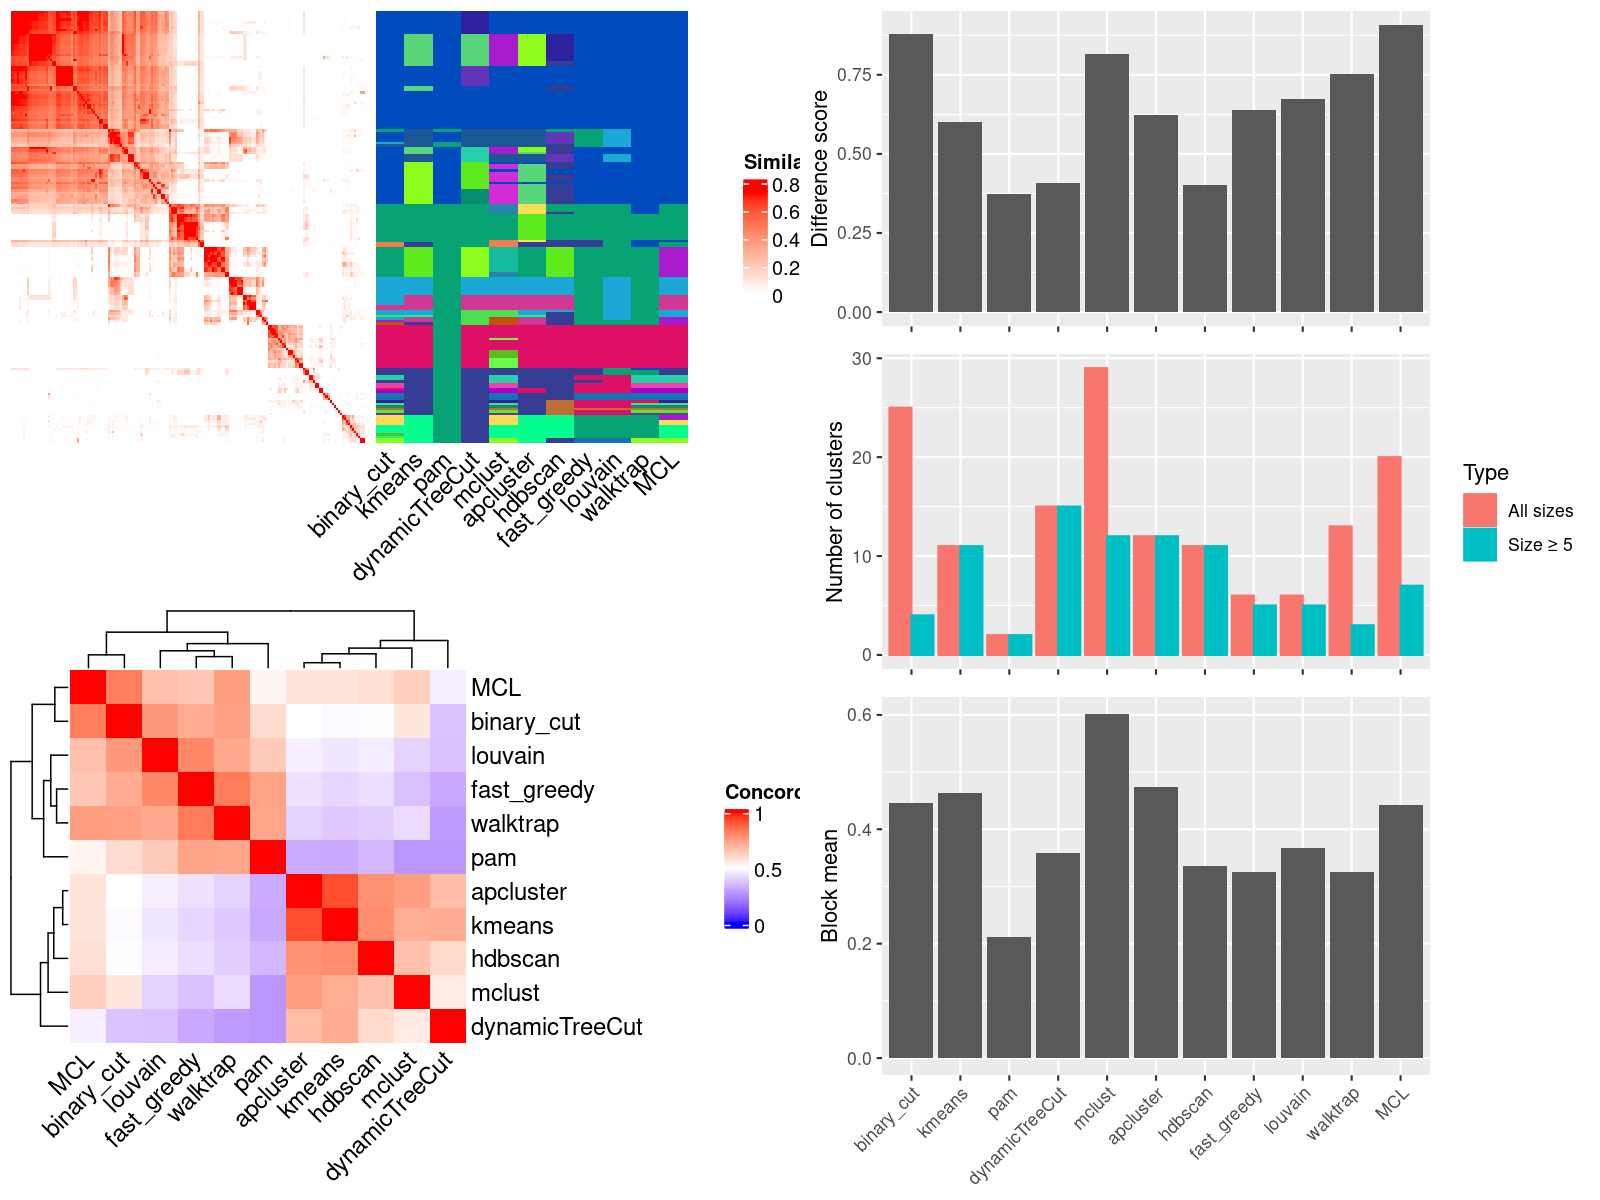 Simila
0.8
0.6
0.4
0.2
0
binary_cut
kmeans
pam
dynamicTreeCut
mclust
apcluster
hdbscan
fast_greedy
louvain
walktrap
MCL
Difference score
0.75
0.50
0.25
0.00
Number of clusters
30
20
10
0
Type
All sizes
Size ≥ 5
MCL
binary_cut
louvain
fast_greedy
walktrap
pam
apcluster
kmeans
hdbscan
mclust
dynamicTreeCut
MCL
binary_cut
louvain
fast_greedy
walktrap
pam
apcluster
kmeans
hdbscan
mclust
dynamicTreeCut
Concord
1
0.5
0
Block mean
0.6
0.4
0.2
0.0
binary_cut
kmeans
pam
dynamicTreeCut
mclust
apcluster
hdbscan
fast_greedy
louvain
walktrap
MCL